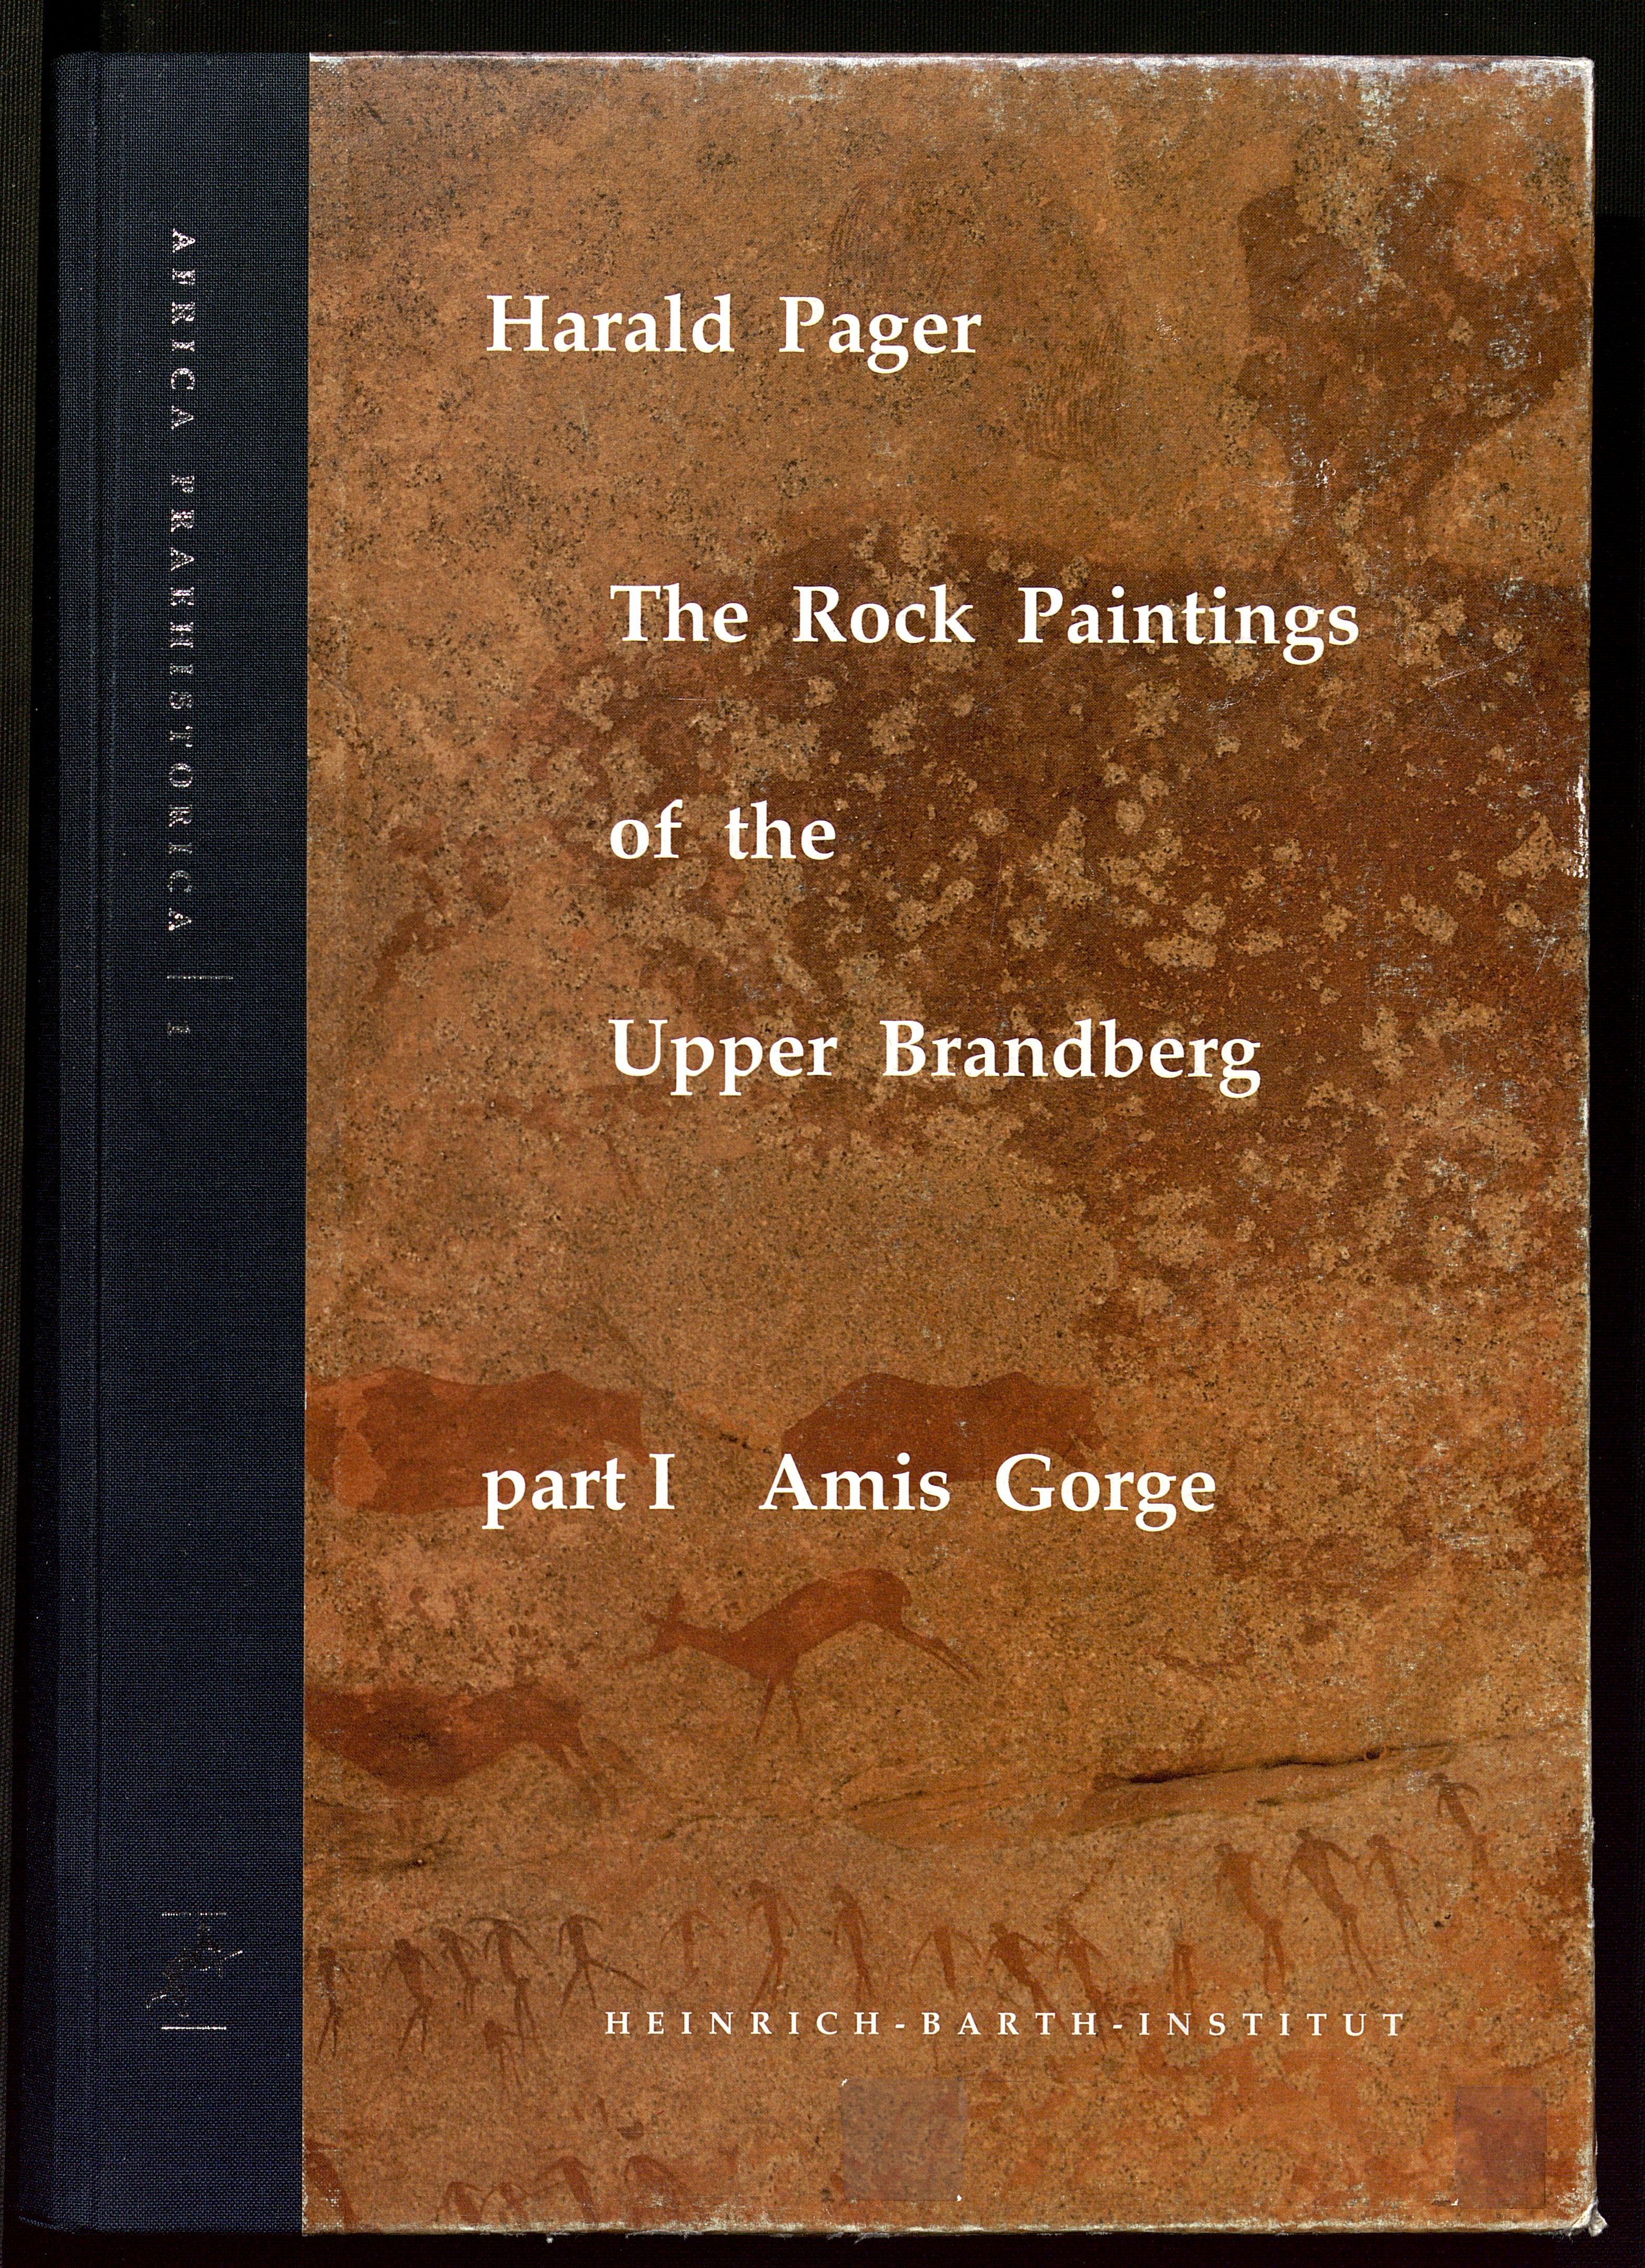 Harald Pager
The Rock Paintings
of the
Upper Brandberg
part I Amis Gorge
HEINRICH-BARTH-INSTITUT
AFRICA PRAEHISTORICA | 1